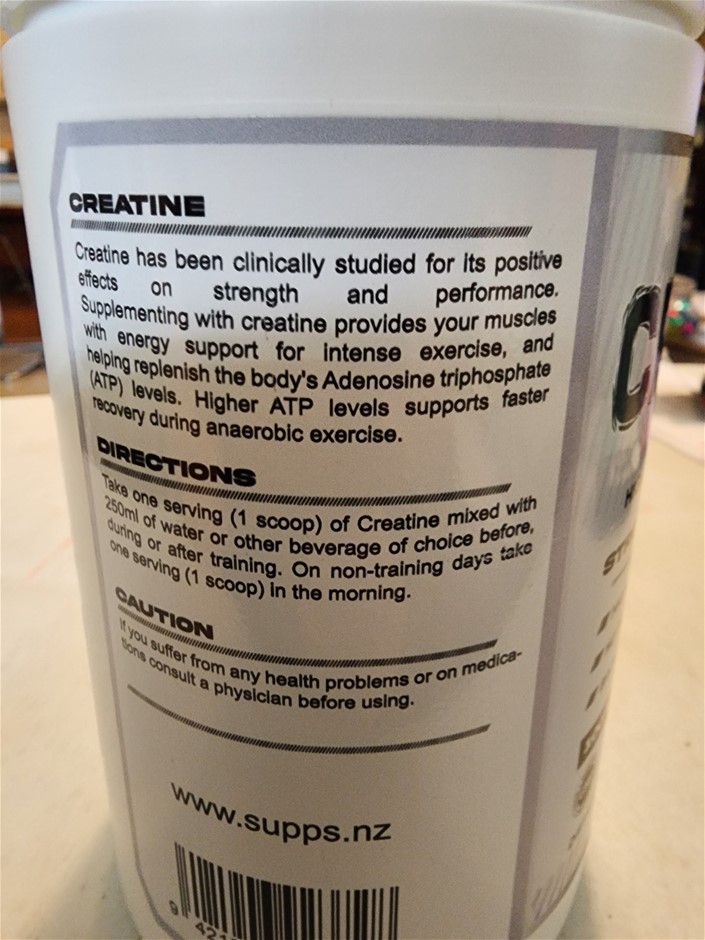 CREATINE
Creatine has been clinically studied for its positive
effects on strength and performance.
Supplementing with creatine provides your muscles
with energy support for intense exercise, and
helping replenish the body's Adenosine triphosphate
(ATP) levels. Higher ATP levels supports faster
recovery during anaerobic exercise.
DIRECTIONS
Take one serving (1 scoop) of Creatine mixed with
250ml of water or other beverage of choice before,
during or after training. On non-training days take
one serving (1 scoop) in the morning.
CAUTION
If you suffer from any health problems or on medica-
tions consult a physician before using.
www.supps.nz